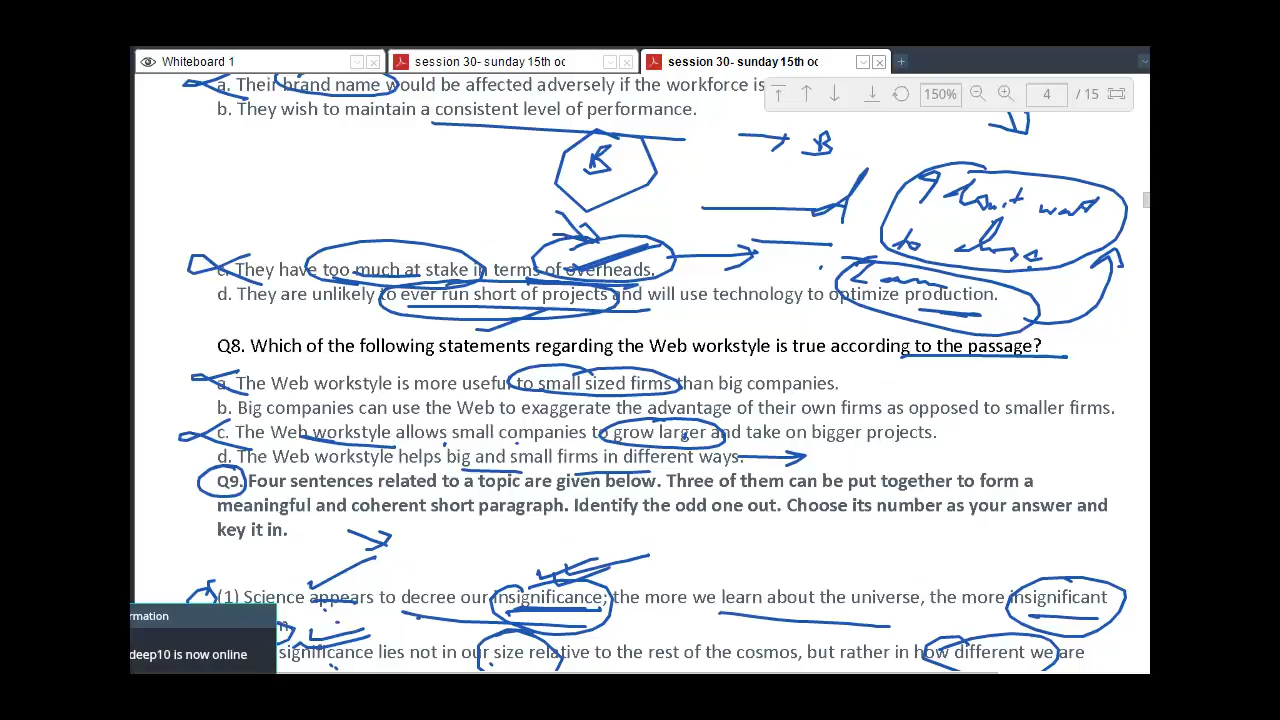 Whiteboard 1
session 30- sunday 15th oc
session 30- sunday 15th oc
a. Their brand name would be affected adversely if the workforce is
150%
4
/ 15
b. They wish to maintain a consistent level of performance.
B
I don't want
to close
c. They have too much at stake in terms of overheads.
d. They are unlikely to ever run short of projects and will use technology to optimize production.
Q8. Which of the following statements regarding the Web workstyle is true according to the passage?
a. The Web workstyle is more useful to small sized firms than big companies.
b. Big companies can use the Web to exaggerate the advantage of their own firms as opposed to smaller firms.
c. The Web workstyle allows small companies to grow larger and take on bigger projects.
d. The Web workstyle helps big and small firms in different ways.
Q9. Four sentences related to a topic are given below. Three of them can be put together to form a
meaningful and coherent short paragraph. Identify the odd one out. Choose its number as your answer and
key it in.
(1) Science appears to decree our insignificance; the more we learn about the universe, the more insignificant
rmation
deep10 is now online
significance lies not in our size relative to the rest of the cosmos, but rather in how different we are